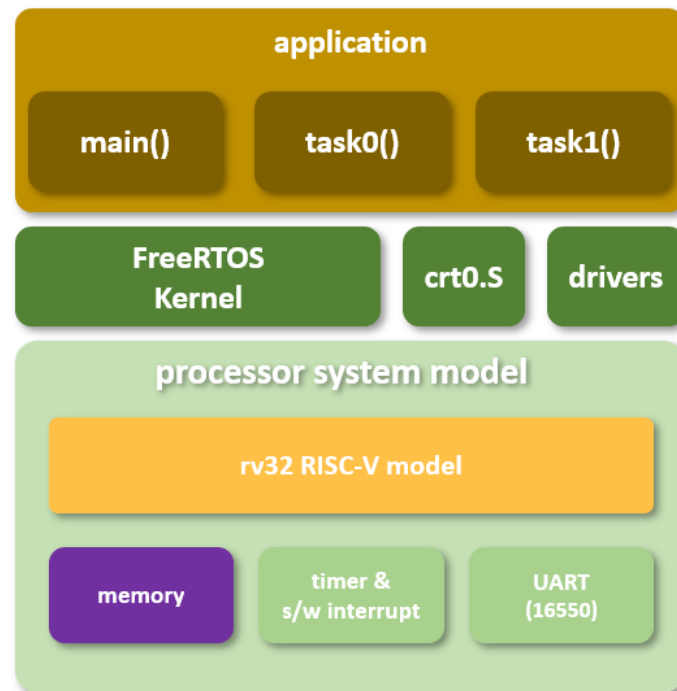 application
main()
task0()
task1()
FreeRTOS
Kernel
crt0.S
drivers
processor system model
rv32 RISC-V model
memory
timer &
s/w interrupt
UART
(16550)